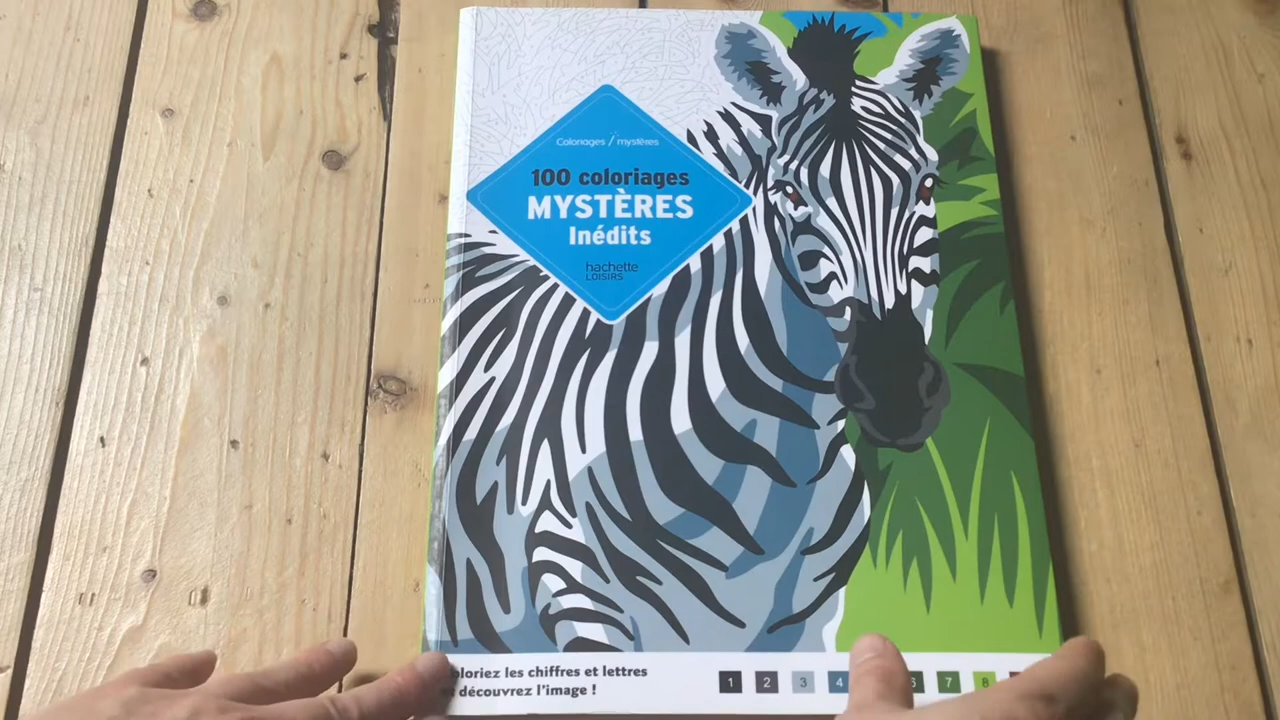 Coloriages / mystères
100 coloriages
MYSTÈRES
Inédits
hachette
LOISIRS
les chiffres et lettres
découvrez l'image !
1 2 3 4 6 7 8